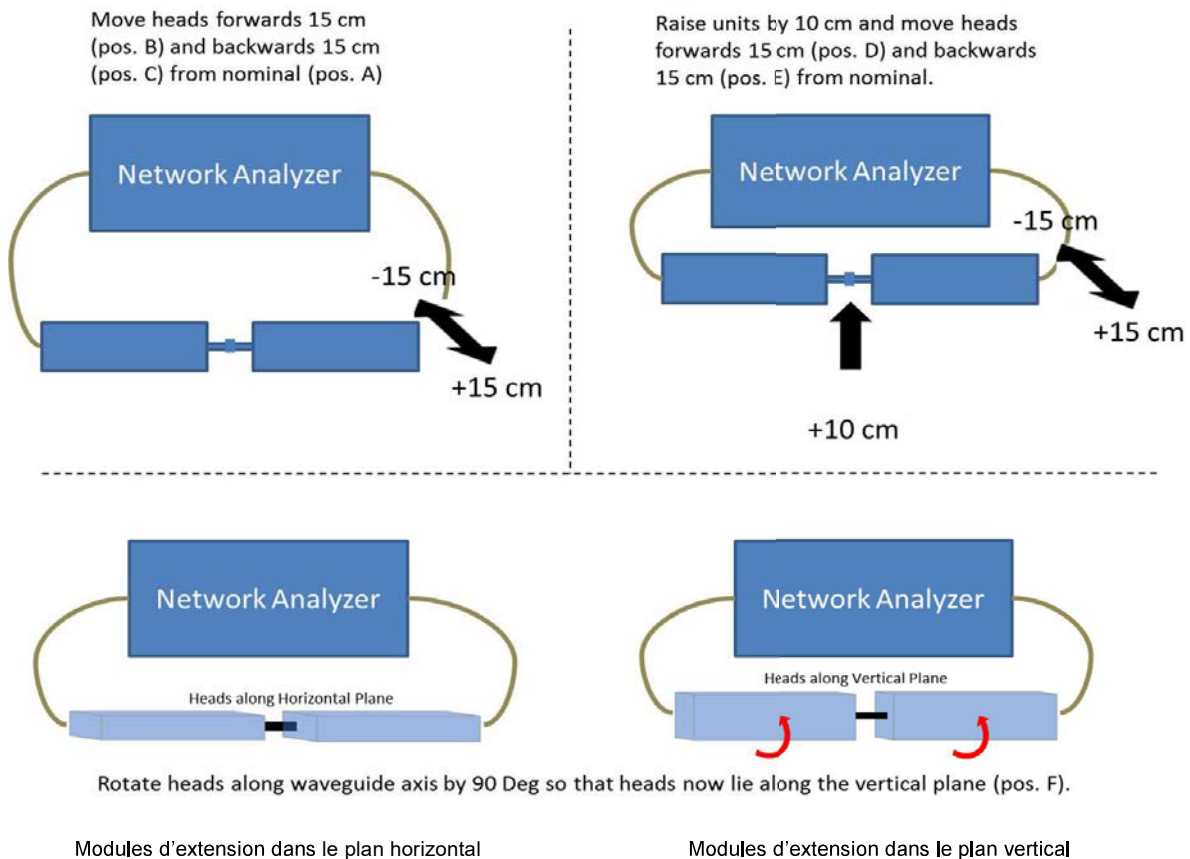 Move heads forwards 15 cm
(pos. B) and backwards 15 cm
(pos. C) from nominal (pos. A)
Network Analyzer
-15 cm
+15 cm
Raise units by 10 cm and move heads
forwards 15 cm (pos. D) and backwards
15 cm (pos. E) from nominal.
Network Analyzer
-15 cm
+15 cm
+10 cm
Network Analyzer
Heads along Horizontal Plane
Network Analyzer
Heads along Vertical Plane
Rotate heads along waveguide axis by 90 Deg so that heads now lie along the vertical plane (pos. F).
Modules d'extension dans le plan horizontal
Modules d'extension dans le plan vertical